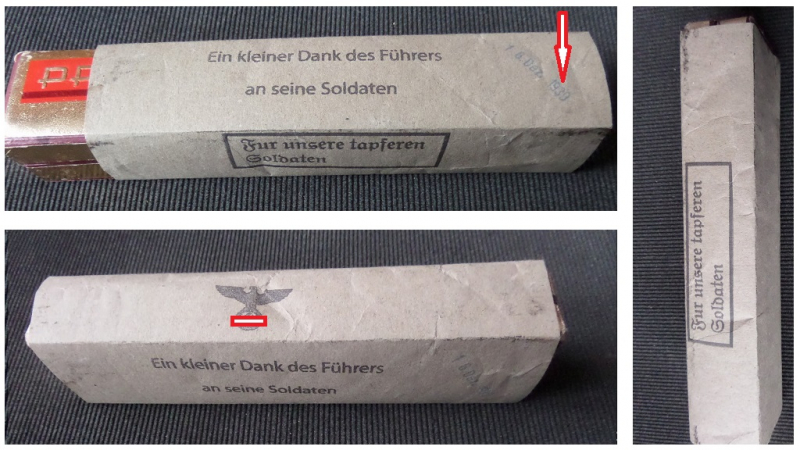 PF
Ein kleiner Dank des Führers
an seine Soldaten
Fur unsere tapferen
Soldaten
Ein kleiner Dank des Führers
an seine Soldaten
Fur unsere tapferen
Soldaten